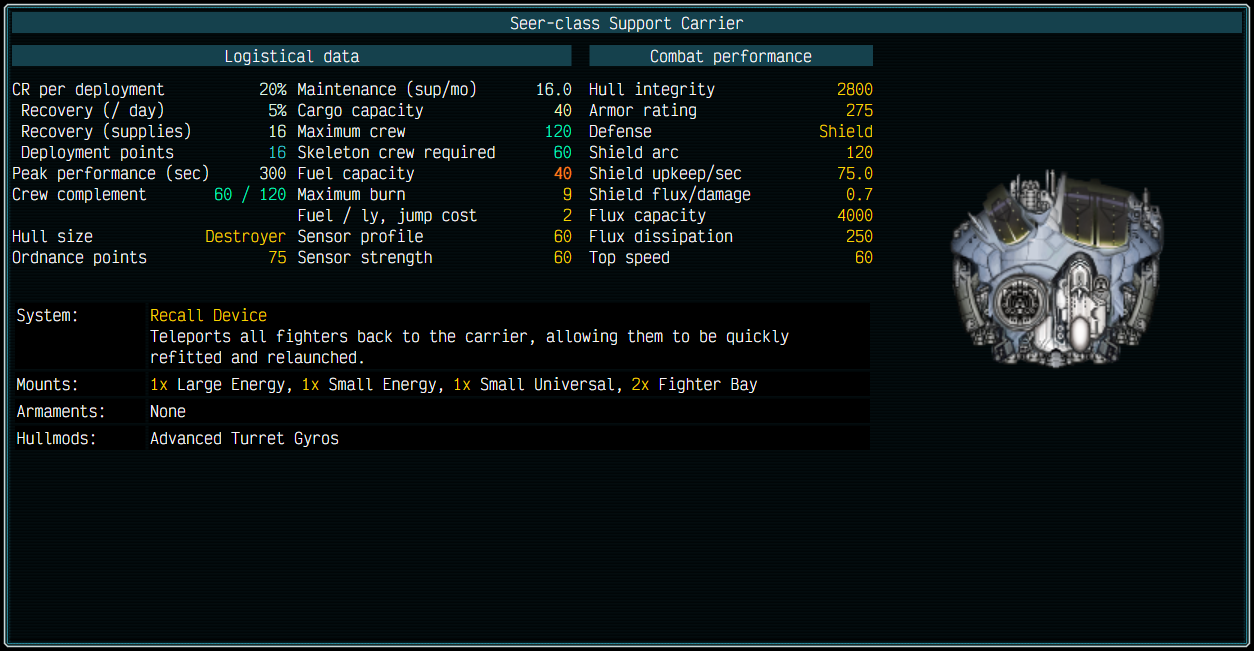 Seer-class Support Carrier
Logistical data Combat performance
CR per deployment 20% Maintenance (sup/mo) 16.0 Hull integrity 2800
Recovery (/ day) 5% Cargo capacity 40 Armor rating 275
Recovery (supplies) 16 Maximum crew 120 Defense Shield
Deployment points 16 Skeleton crew required 60 Shield arc 120
Peak performance (sec) 300 Fuel capacity 40 Shield upkeep/sec 75.0
Crew complement 60 / 120 Maximum burn 9 Shield flux/damage 0.7
Fuel / ly, jump cost 2 Flux capacity 4000
Hull size Destroyer Sensor profile 60 Flux dissipation 250
Ordnance points 75 Sensor strength 60 Top speed 60
System: Recall Device
Teleports all fighters back to the carrier, allowing them to be quickly
refitted and relaunched.
Mounts: 1x Large Energy, 1x Small Energy, 1x Small Universal, 2x Fighter Bay
Armaments: None
Hullmods: Advanced Turret Gyros